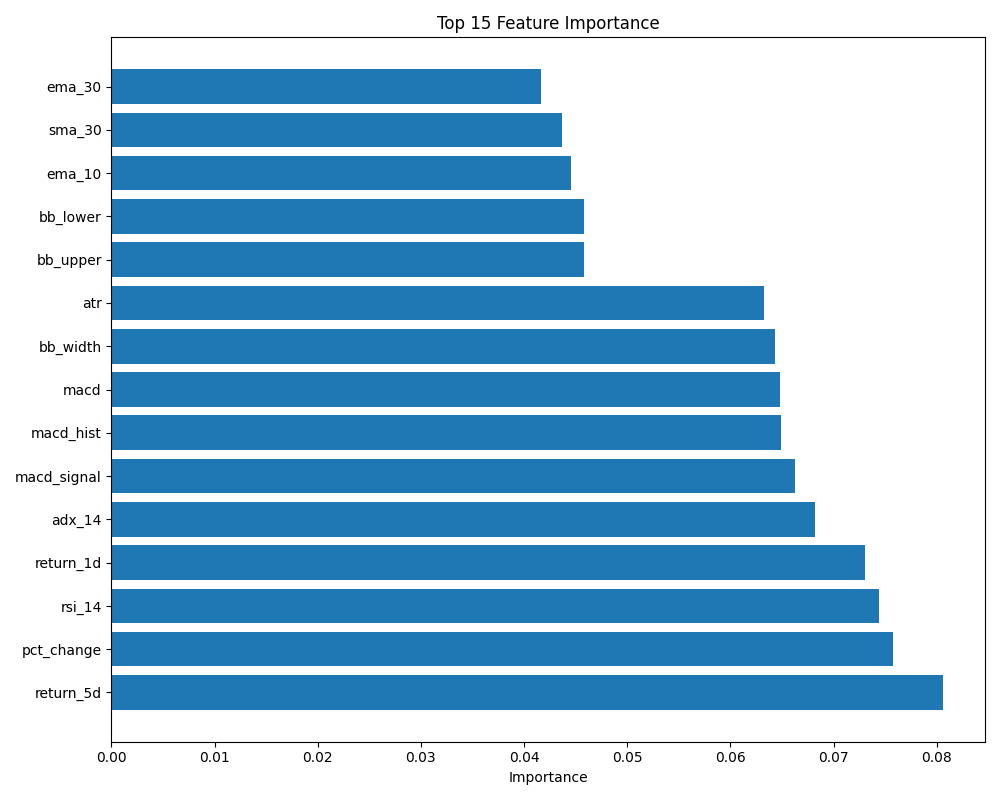 Top 15 Feature Importance
ema_30
sma_30
ema_10
bb_lower
bb_upper
atr
bb_width
macd
macd_hist
macd_signal
adx_14
return_1d
rsi_14
pct_change
return_5d
0.00 0.01 0.02 0.03 0.04 0.05 0.06 0.07 0.08
Importance